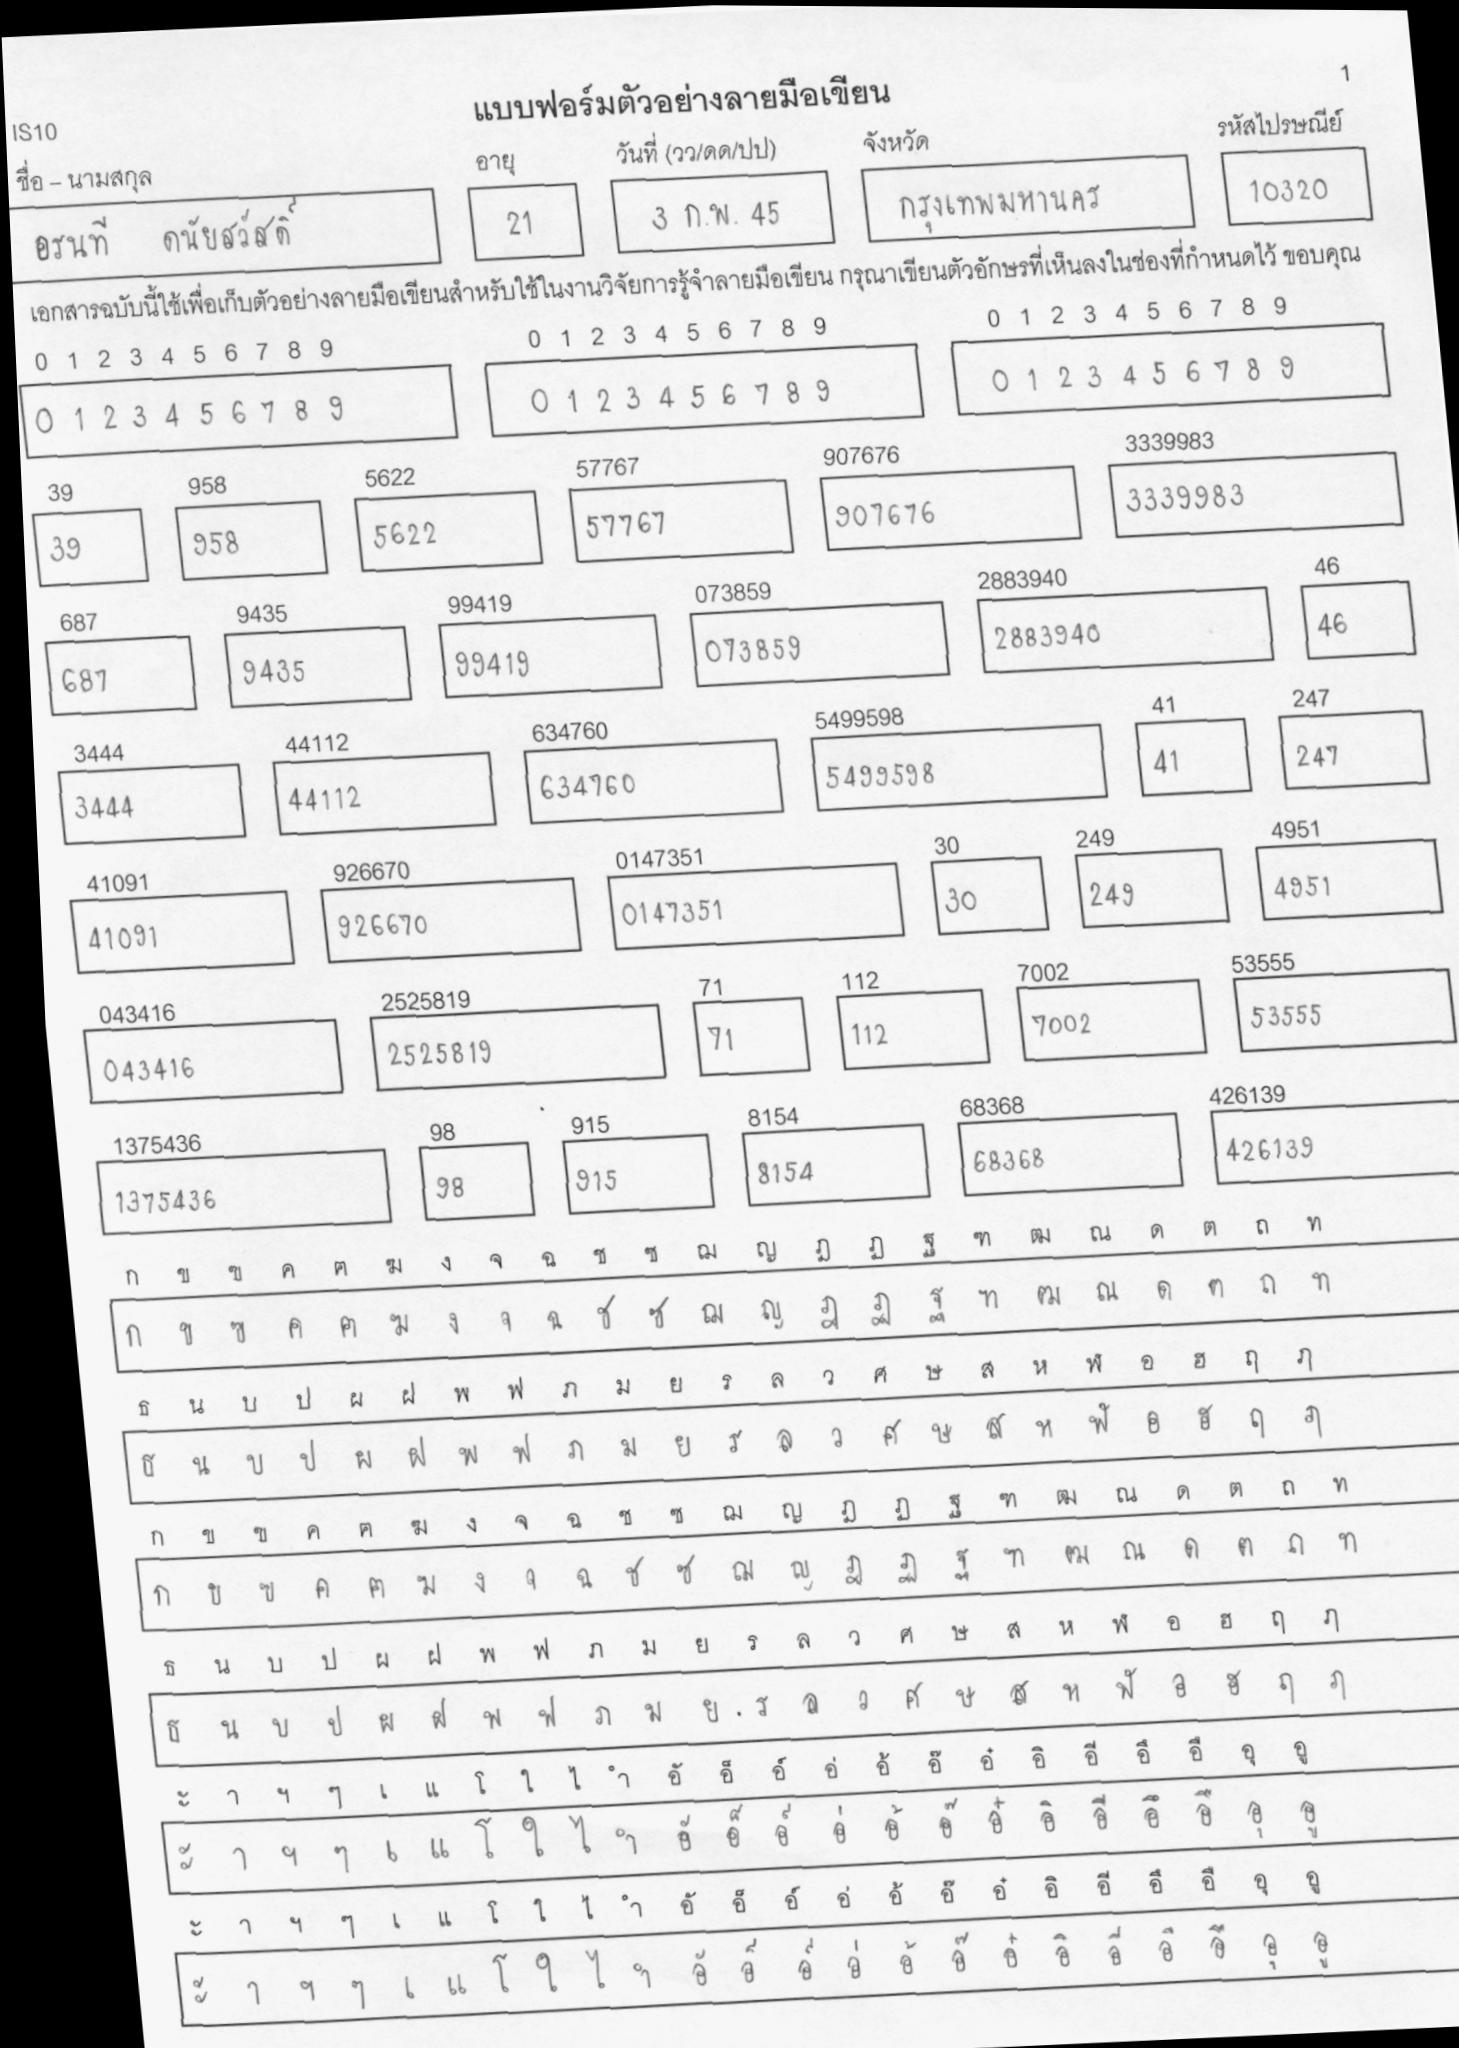 1
แบบฟอร์มตัวอย่างลายมือเขียน
IS10
ชื่อ – นามสกุล อายุ วันที่ (วว/ดด/ปป) จังหวัด รหัสไปรษณีย์
อรนที ดนัยสวัสดิ์ 21 3 ก.พ. 45 กรุงเทพมหานคร 10320
เอกสารฉบับนี้ใช้เพื่อเก็บตัวอย่างลายมือเขียนสำหรับใช้ในงานวิจัยการรู้จำลายมือเขียน กรุณาเขียนตัวอักษรที่เห็นลงในช่องที่กำหนดไว้ ขอบคุณ
0 1 2 3 4 5 6 7 8 9 0 1 2 3 4 5 6 7 8 9 0 1 2 3 4 5 6 7 8 9
0 1 2 3 4 5 6 7 8 9 0 1 2 3 4 5 6 7 8 9 0 1 2 3 4 5 6 7 8 9
39 958 5622 57767 907676 3339983
39 958 5622 57767 907676 3339983
687 9435 99419 073859 2883940 46
687 9435 99419 073859 2883940 46
3444 44112 634760 5499598 41 247
3444 44112 634760 5499598 41 247
41091 926670 0147351 30 249 4951
41091 926670 0147351 30 249 4951
043416 2525819 71 112 7002 53555
043416 2525819 71 112 7002 53555
1375436 98 915 8154 68368 426139
1375436 98 915 8154 68368 426139
ก ข ฃ ค ฅ ฆ ง จ ฉ ช ซ ฌ ญ ฎ ฏ ฐ ฑ ฒ ณ ด ต ถ ท
ก ข ฃ ค ฅ ฆ ง จ ฉ ช ซ ฌ ญ ฎ ฏ ฐ ฑ ฒ ณ ด ต ถ ท
ธ น บ ป ผ ฝ พ ฟ ภ ม ย ร ล ว ศ ษ ส ห ฬ อ ฮ ฤ ฦ
ธ น บ ป ผ ฝ พ ฟ ภ ม ย ร ล ว ศ ษ ส ห ฬ อ ฮ ฤ ฦ
ก ข ฃ ค ฅ ฆ ง จ ฉ ช ซ ฌ ญ ฎ ฏ ฐ ฑ ฒ ณ ด ต ถ ท
ก ข ฃ ค ฅ ฆ ง จ ฉ ช ซ ฌ ญ ฎ ฏ ฐ ฑ ฒ ณ ด ต ถ ท
ธ น บ ป ผ ฝ พ ฟ ภ ม ย ร ล ว ศ ษ ส ห ฬ อ ฮ ฤ ฦ
ธ น บ ป ผ ฝ พ ฟ ภ ม ย . ร ล ว ศ ษ ส ห ฬ อ ฮ ฤ ฦ
ะ า ฯ ๆ เ แ โ ใ ไ ำ อั อ็ อ์ อ่ อ้ อ๊ อ๋ อิ อี อึ อื อุ อู
ะ า ฯ ๆ เ แ โ ใ ไ ำ อั อ็ อ์ อ่ อ้ อ๊ อ๋ อิ อี อึ อื อุ อู
ะ า ฯ ๆ เ แ โ ใ ไ ำ อั อ็ อ์ อ่ อ้ อ๊ อ๋ อิ อี อึ อื อุ อู
ะ า ฯ ๆ เ แ โ ใ ไ ำ อั อ็ อ์ อ่ อ้ อ๊ อ๋ อิ อี อึ อื อุ อู